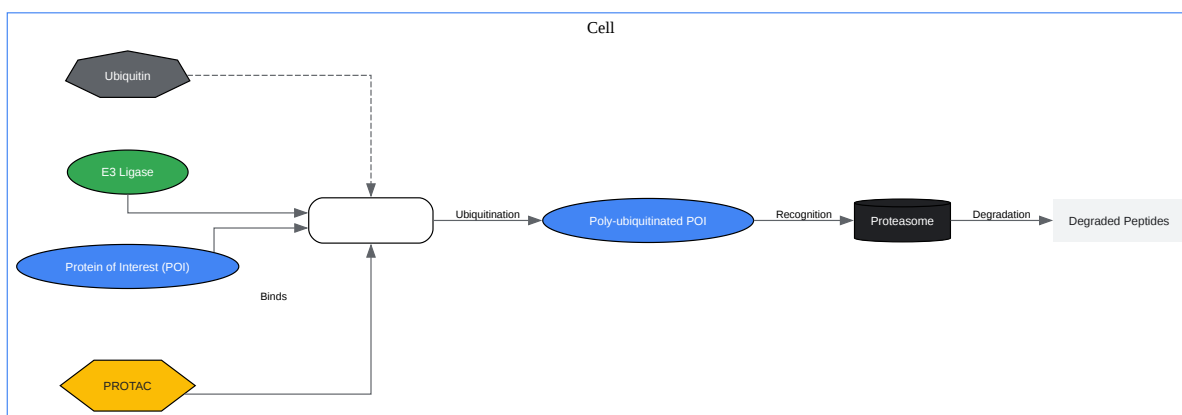 Cell
Ubiquitin
E3 Ligase
Ubiquitination
Poly-ubiquitinated POI
Recognition
Proteasome
Degradation
Degraded Peptides
Protein of Interest (POI)
Binds
PROTAC